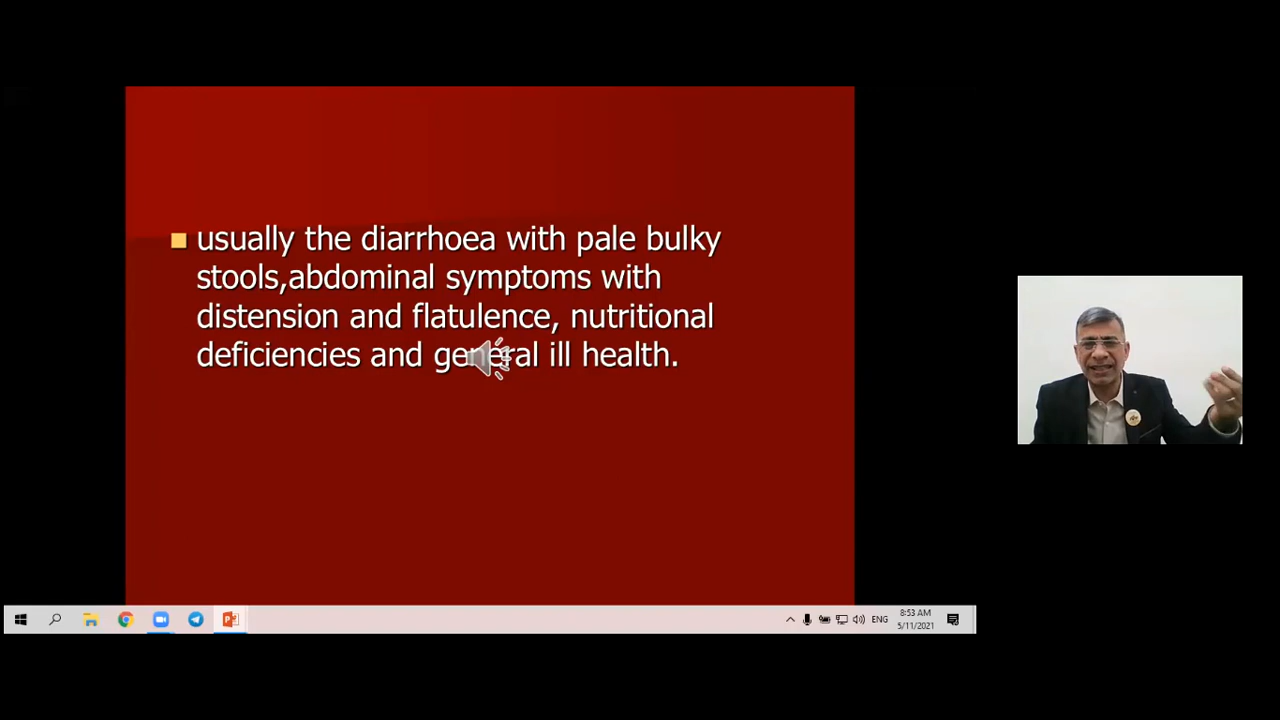 usually the diarrhoea with pale bulky
stools,abdominal symptoms with
distension and flatulence, nutritional
deficiencies and general ill health.
8:53 AM
ENG
5/11/2021